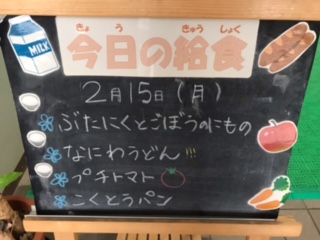 MILK
きょう きゅうしょく
今日の給食
2月15日(月)
ぶたにくとごぼうのにもの
なにわうどん!!!
プチトマト
こくとうパン